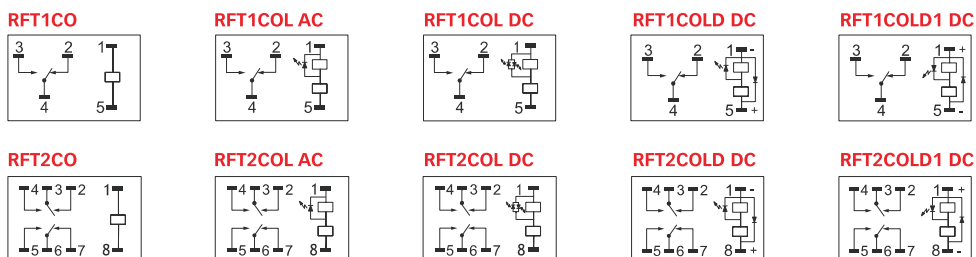 RFT1CO RFT1COL AC RFT1COL DC RFT1COLD DC RFT1COLD1 DC
3 2 1 3 2 1 3 2 1 3 2 1 - 3 2 1 +
4 5 4 5 4 5 4 5 + 4 5 -
RFT2CO RFT2COL AC RFT2COL DC RFT2COLD DC RFT2COLD1 DC
4 3 2 1 4 3 2 1 4 3 2 1 4 3 2 1 - 4 3 2 1 +
5 6 7 8 5 6 7 8 5 6 7 8 5 6 7 8 + 5 6 7 8 -